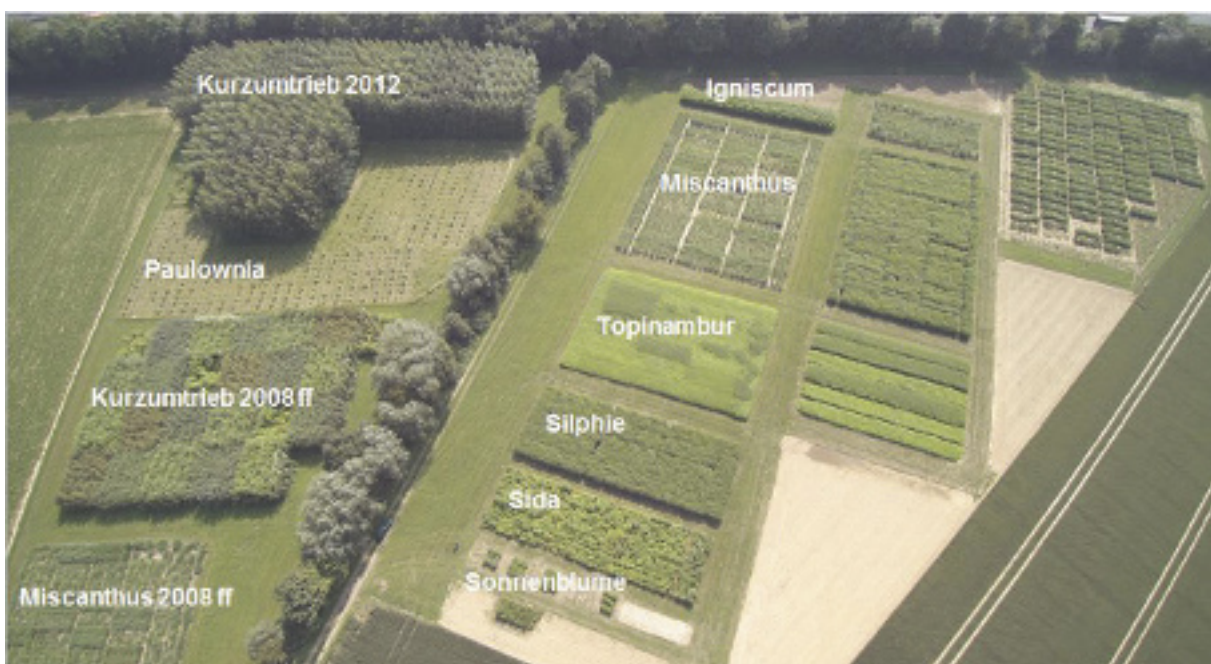 Kurzumtrieb 2012
Igniscum
Miscanthus
Paulownia
Topinambur
Kurzumtrieb 2008 ff
Silphie
Sida
Sonnenblume
Miscanthus 2008 ff